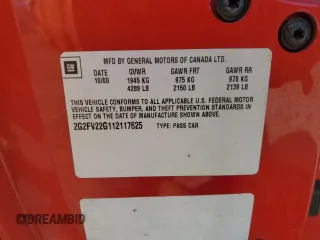 GM
MFD BY GENERAL MOTORS OF CANADA LTD.
DATE GVWR GAWR FRT GAWR RR
10/00 1945 KG 975 KG 970 KG
4289 LB 2150 LB 2139 LB
THIS VEHICLE CONFORMS TO ALL APPLICABLE U.S. FEDERAL MOTOR
VEHICLE SAFETY, BUMPER, AND THEFT PREVENTION STANDARDS IN
EFFECT ON THE DATE OF MANUFACTURE SHOWN ABOVE.
2G2FV22G112117625 TYPE: PASS CAR
DREAMBID